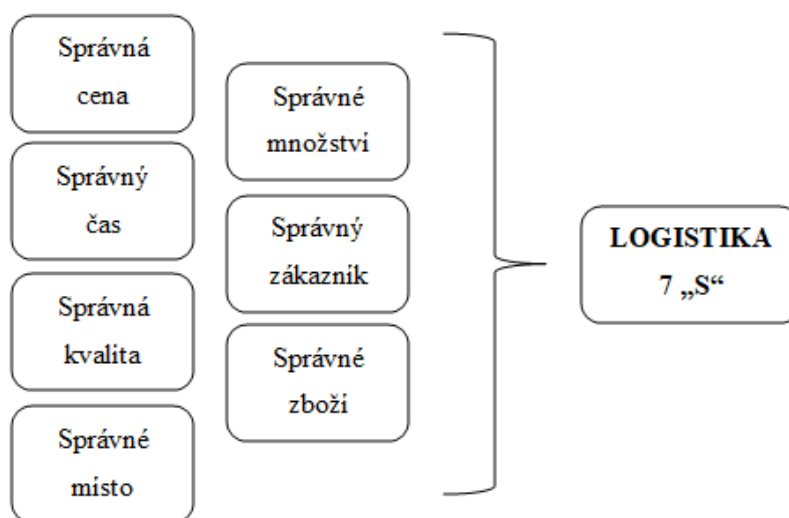 Správná
cena
Správný
čas
Správná
kvalita
Správné
místo
Správné
množství
Správný
zákazník
Správné
zboží
LOGISTIKA
7 „S“